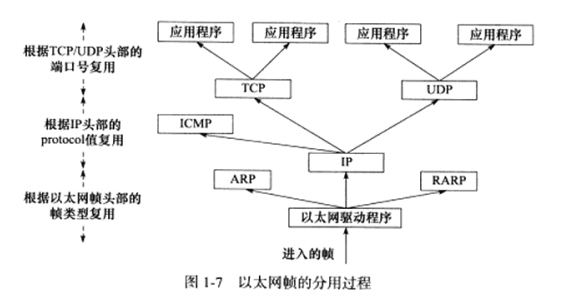 应用程序 应用程序 应用程序 应用程序
根据TCP/UDP头部的
端口号复用
TCP UDP
ICMP
根据IP头部的
protocol值复用
IP
ARP RARP
根据以太网帧头部的
帧类型复用
以太网驱动程序
进入的帧
图 1-7 以太网帧的分用过程